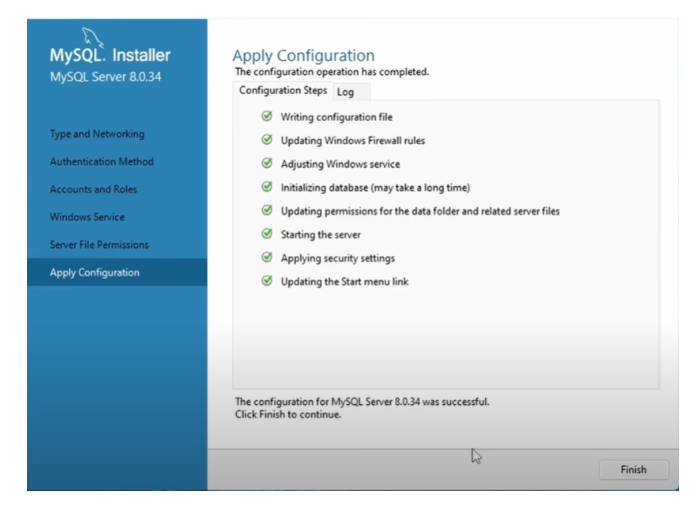 MySQL. Installer
MySQL Server 8.0.34
Type and Networking
Authentication Method
Accounts and Roles
Windows Service
Server File Permissions
Apply Configuration
Apply Configuration
The configuration operation has completed.
Configuration Steps Log
Writing configuration file
Updating Windows Firewall rules
Adjusting Windows service
Initializing database (may take a long time)
Updating permissions for the data folder and related server files
Starting the server
Applying security settings
Updating the Start menu link
The configuration for MySQL Server 8.0.34 was successful.
Click Finish to continue.
Finish